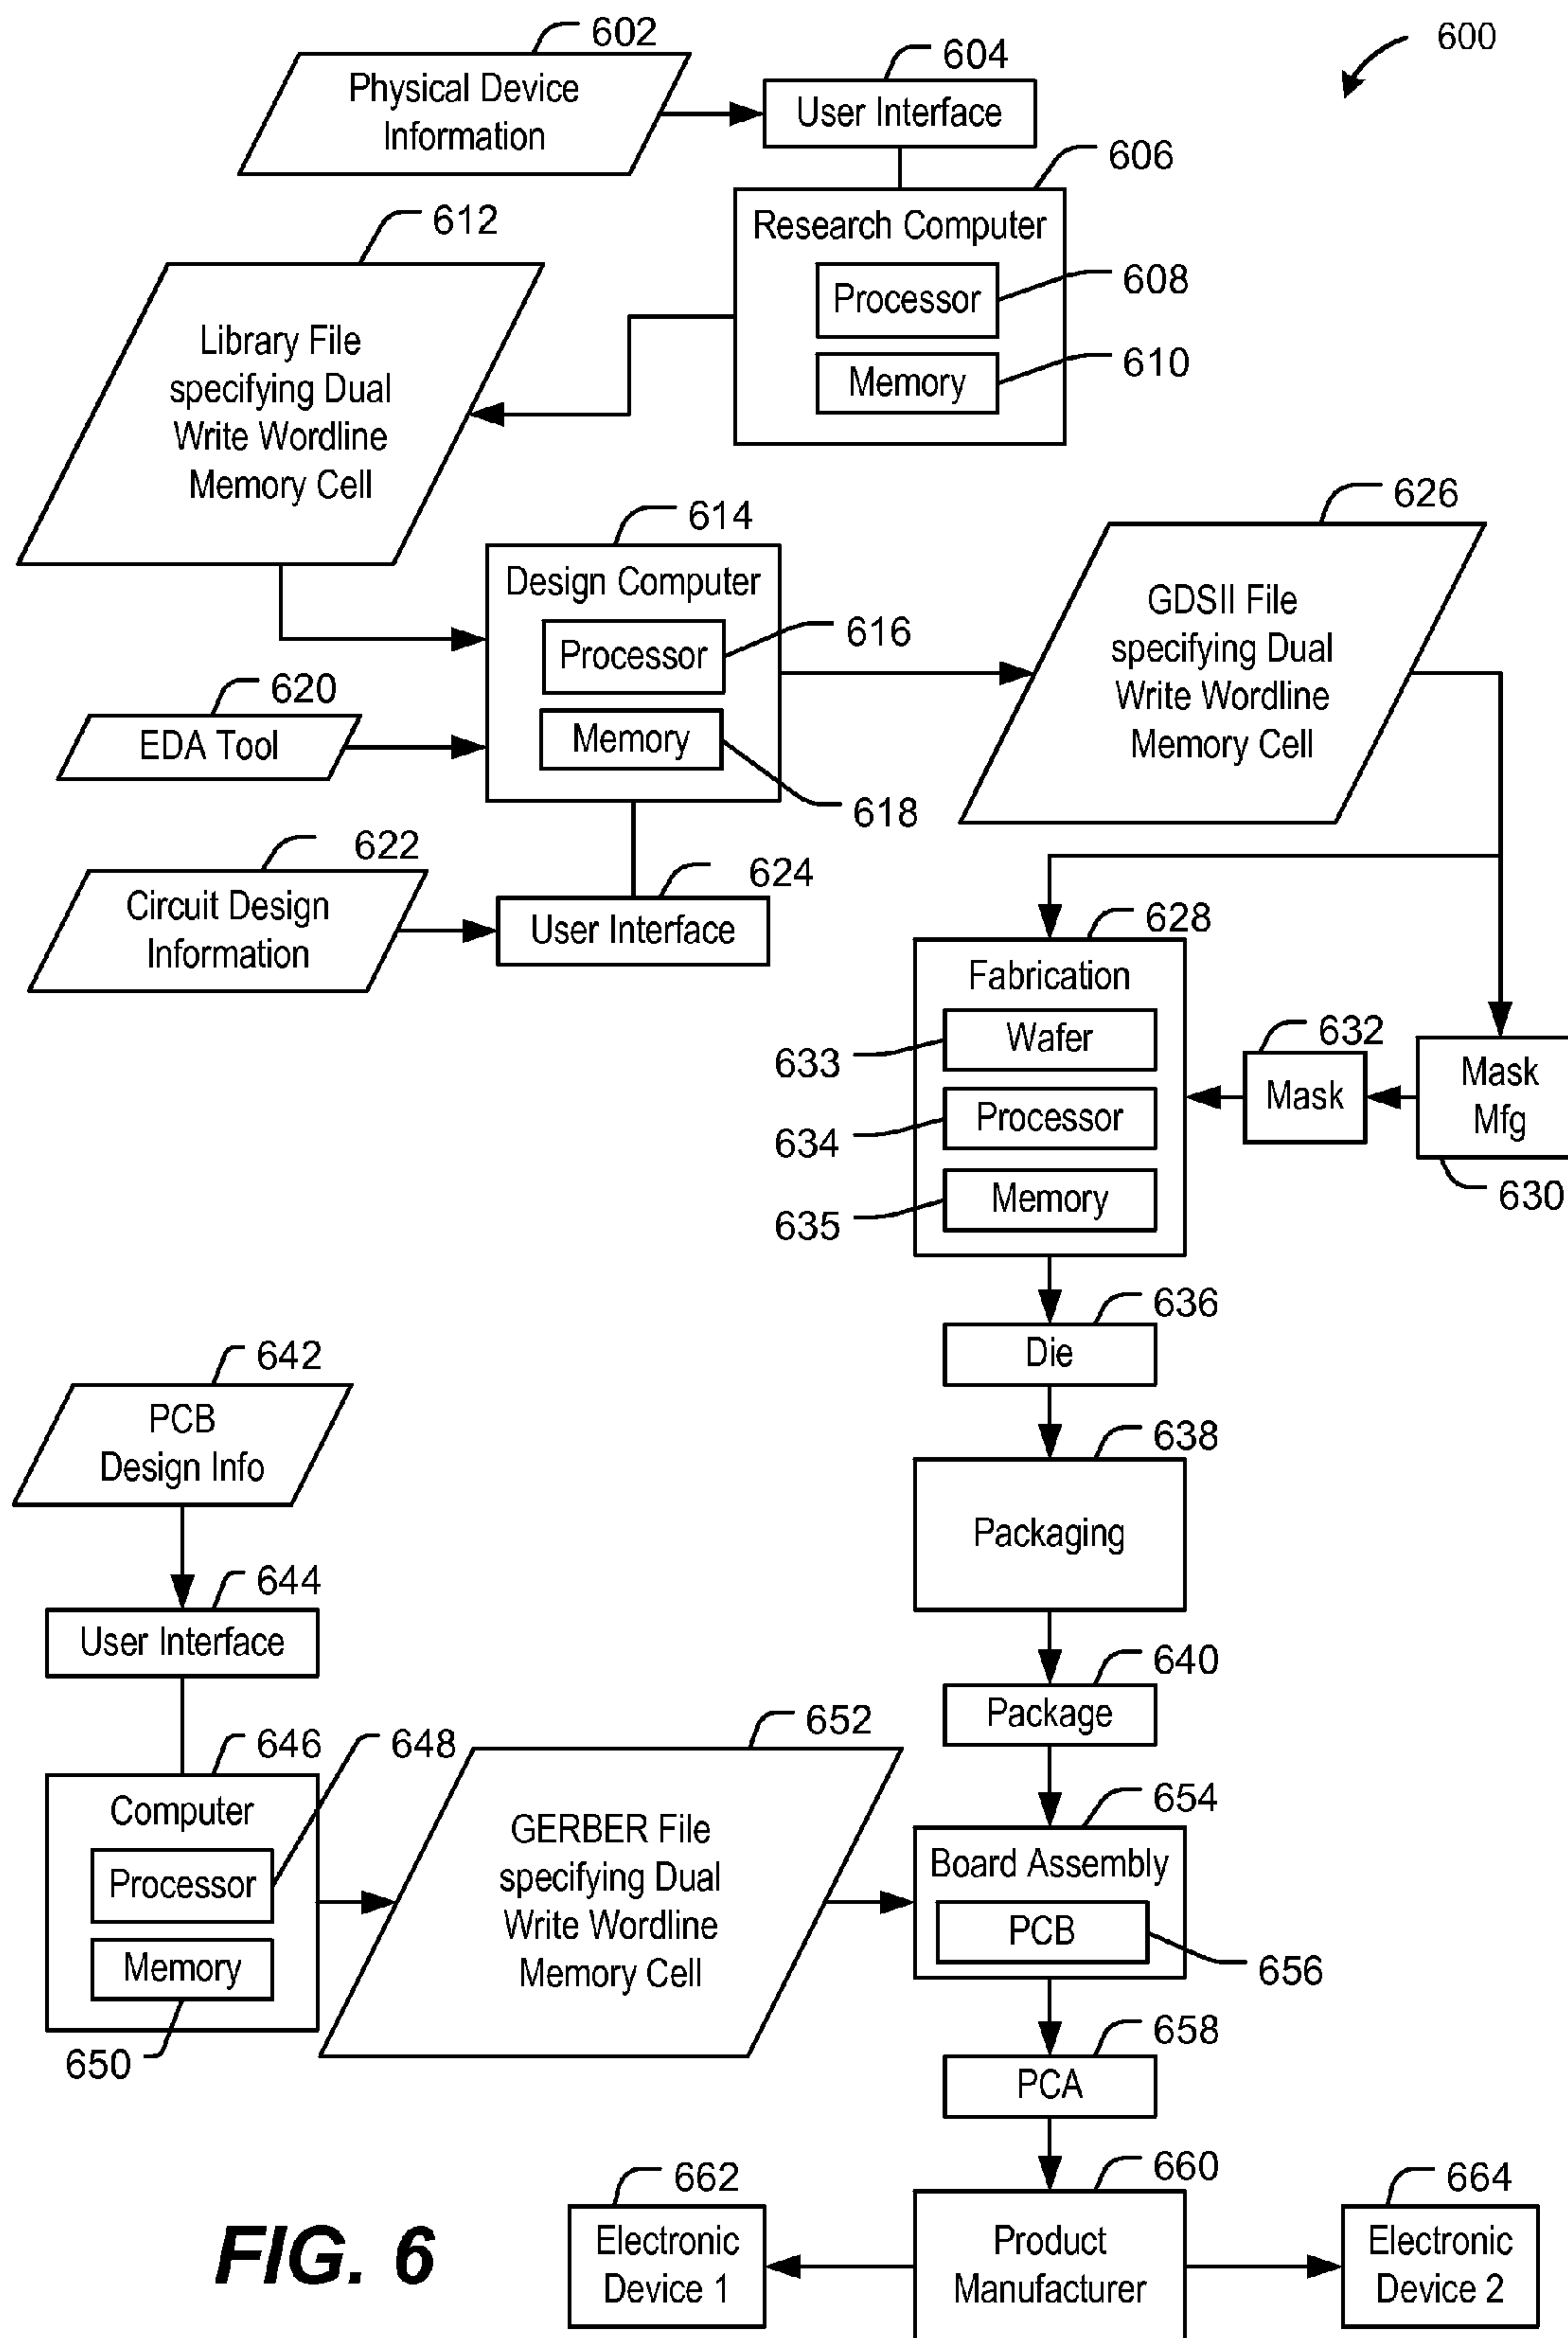 602
600
604
Physical Device
Information
User Interface
606
612
Research Computer
Processor
608
Memory
610
Library File
specifying Dual
Write Wordline
Memory Cell
614
626
Design Computer
Processor
616
GDSII File
specifying Dual
Write Wordline
Memory Cell
620
EDA Tool
Memory
618
622
Circuit Design
Information
624
User Interface
628
Fabrication
Wafer
633
Processor
634
Memory
635
632
Mask
Mask
Mfg
630
636
Die
638
Packaging
642
PCB
Design Info
644
User Interface
640
Package
646
648
652
Computer
Processor
Memory
650
GERBER File
specifying Dual
Write Wordline
Memory Cell
654
Board Assembly
PCB
656
658
PCA
660
662
664
Electronic
Device 1
Product
Manufacturer
Electronic
Device 2
FIG. 6